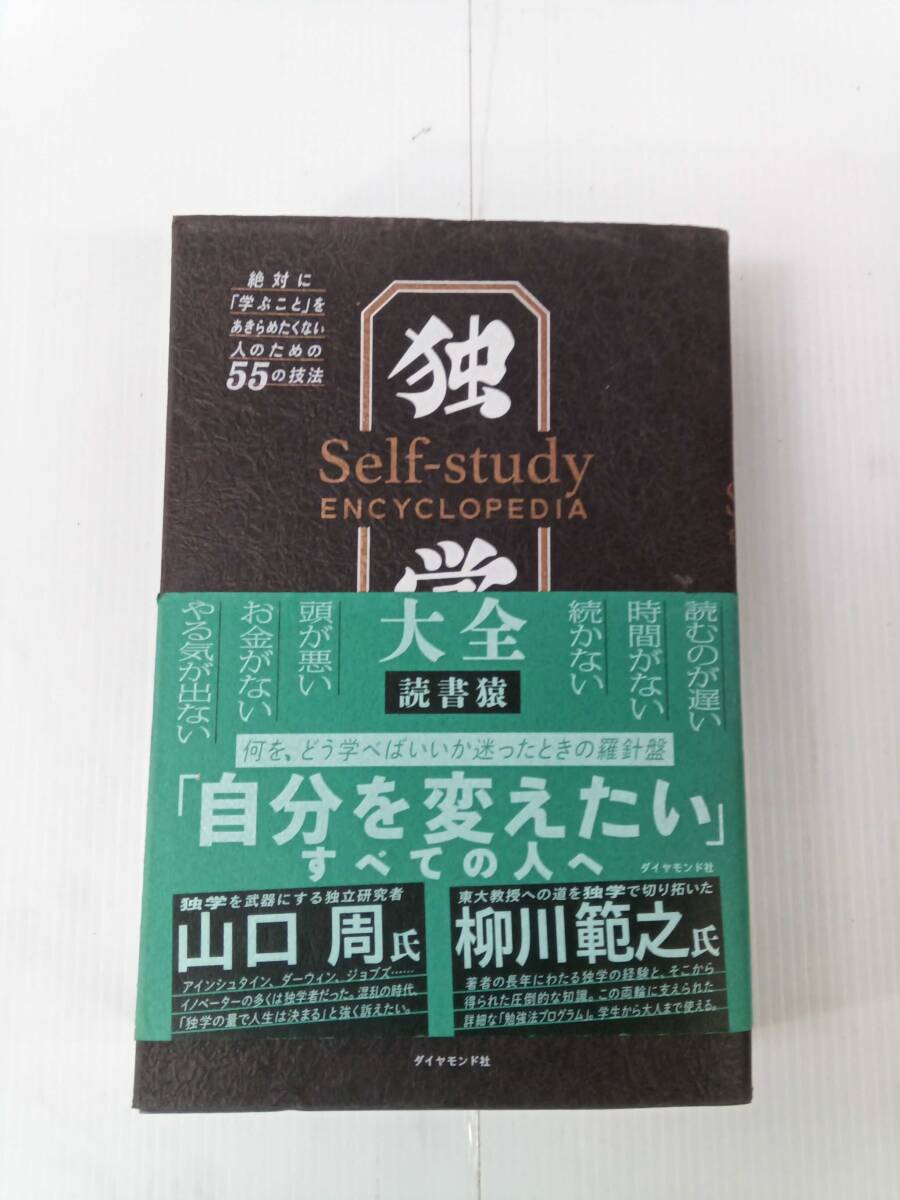 絶対に
「学ぶこと」を
あきらめたくない
人のための
55の技法
独
Self-study
ENCYCLOPEDIA
学
大全
読書猿
読むのが遅い
時間がない
続かない
頭が悪い
お金がない
やる気が出ない
何を、どう学べばいいか迷ったときの羅針盤
「自分を変えたい」
すべての人へ
ダイヤモンド社
独学を武器にする独立研究者
山口 周氏
アインシュタイン、ダーウィン、ジョブズ……
イノベーターの多くは独学者だった。混乱の時代、
「独学の量で人生は決まる」と強く訴えたい。
東大教授への道を独学で切り拓いた
柳川範之氏
著者の長年にわたる独学の経験と、そこから
得られた圧倒的な知識。この両輪に支えられた
詳細な「勉強法プログラム」。学生から大人まで使える。
ダイヤモンド社